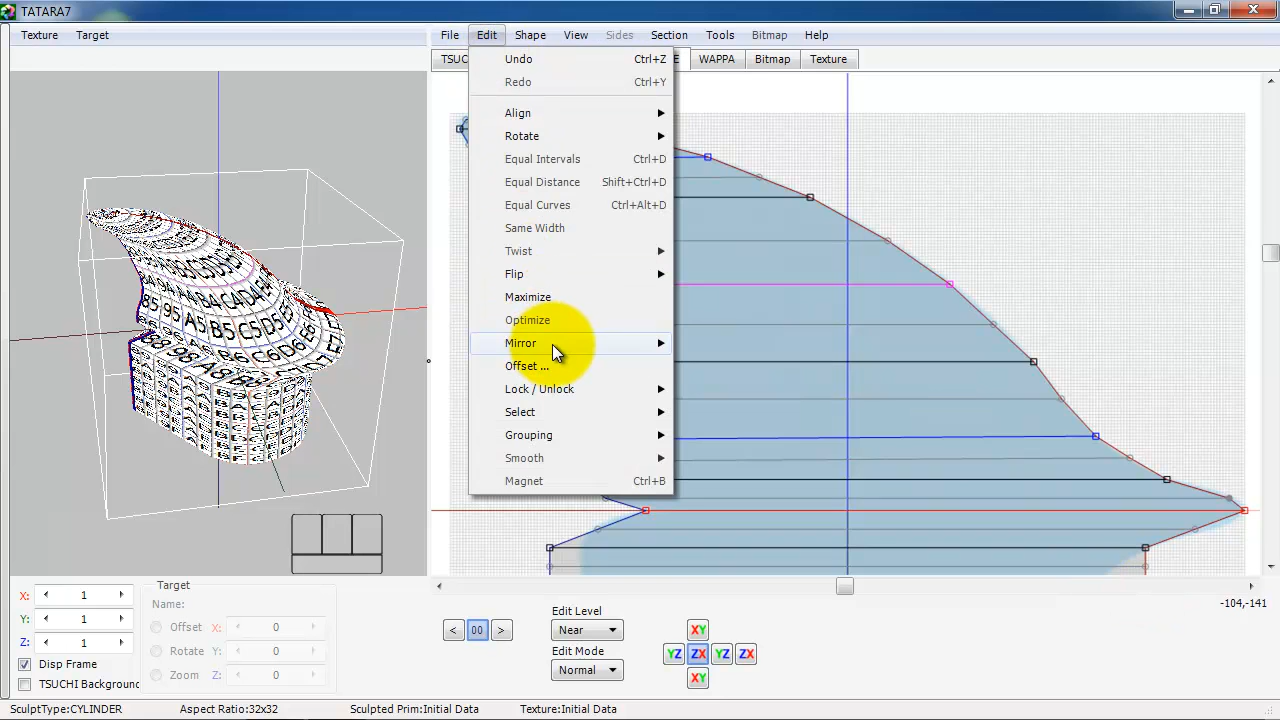 TATARA7
Texture Target
File Edit Shape View Sides Section Tools Bitmap Help
TSUC E WAPPA Bitmap Texture
Undo Ctrl+Z
Redo Ctrl+Y
Align
Rotate
Equal Intervals Ctrl+D
Equal Distance Shift+Ctrl+D
Equal Curves Ctrl+Alt+D
Same Width
Twist
Flip
Maximize
Optimize
Mirror
Offset ...
Lock / Unlock
Select
Grouping
Smooth
Magnet Ctrl+B
X: 1
Y: 1
Z: 1
Disp Frame
TSUCHI Background
Target
Name:
Offset X: 0
Rotate Y: 0
Zoom Z: 0
< 00 >
Edit Level
Near
Edit Mode
Normal
XY
YZ ZX YZ ZX
XY
-104,-141
SculptType:CYLINDER Aspect Ratio:32x32 Sculpted Prim:Initial Data Texture:Initial Data